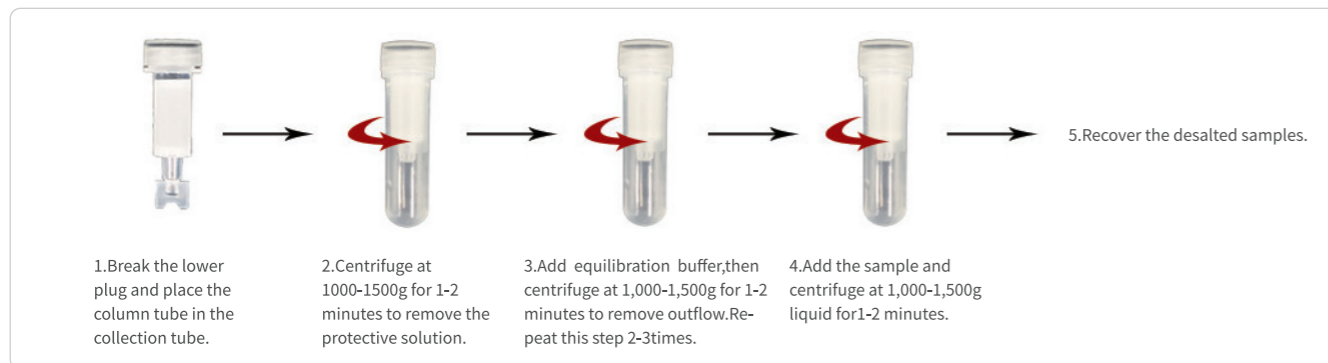 5.Recover the desalted samples.
1.Break the lower
plug and place the
column tube in the
collection tube.
2.Centrifuge at
1000-1500g for 1-2
minutes to remove the
protective solution.
3.Add equilibration buffer,then
centrifuge at 1,000-1,500g for 1-2
minutes to remove outflow.Re-
peat this step 2-3times.
4.Add the sample and
centrifuge at 1,000-1,500g
liquid for1-2 minutes.